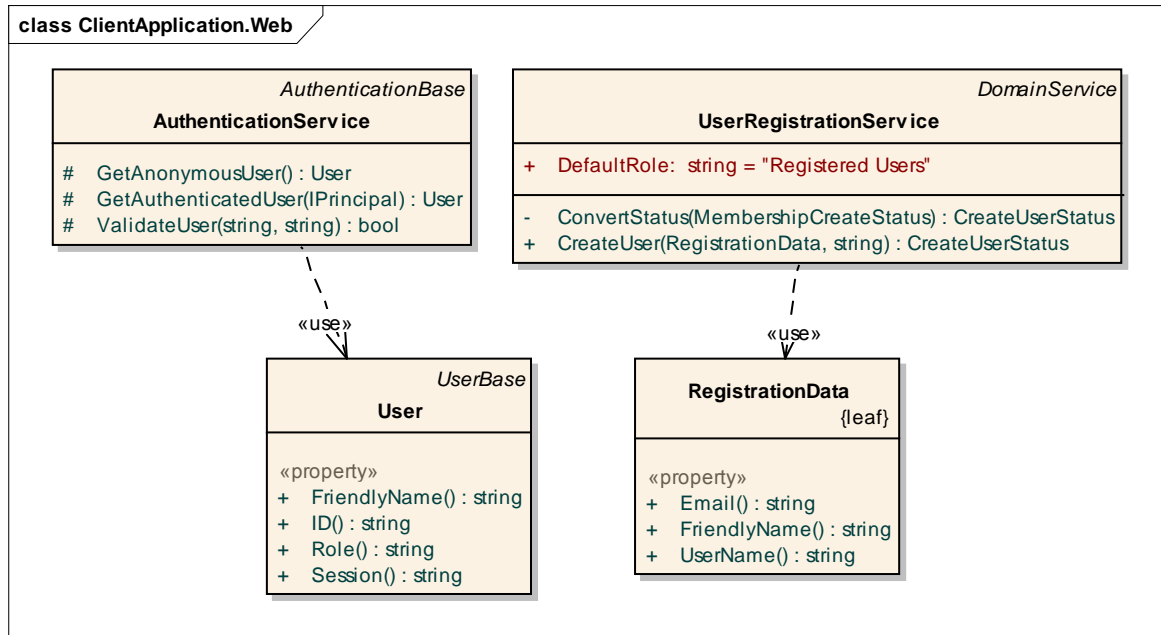 class ClientApplication.Web
AuthenticationBase
AuthenticationService
# GetAnonymousUser() : User
# GetAuthenticatedUser(IPrincipal) : User
# ValidateUser(string, string) : bool
DomainService
UserRegistrationService
+ DefaultRole: string = "Registered Users"
- ConvertStatus(MembershipCreateStatus) : CreateUserStatus
+ CreateUser(RegistrationData, string) : CreateUserStatus
«use»
«use»
UserBase
User
«property»
+ FriendlyName() : string
+ ID() : string
+ Role() : string
+ Session() : string
RegistrationData
{leaf}
«property»
+ Email() : string
+ FriendlyName() : string
+ UserName() : string